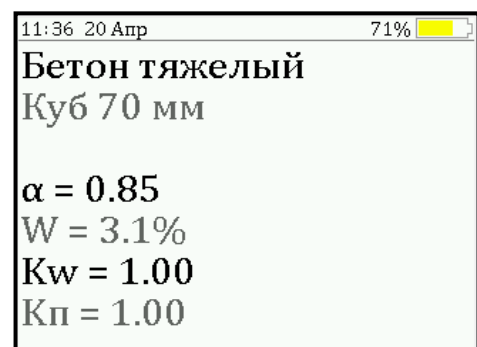 11:36 20 Апр 71%
Бетон тяжелый
Куб 70 мм
α = 0.85
W = 3.1%
Kw = 1.00
Кп = 1.00